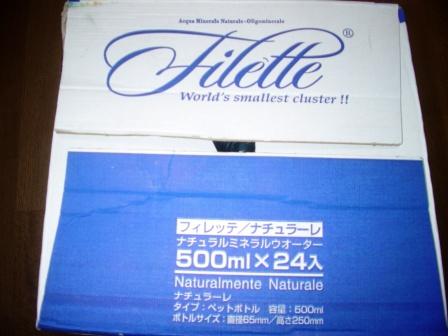 Acqua Minerale Naturale-Oligominerale
Filette®
World's smallest cluster !!
フィレッテ/ナチュラーレ
ナチュラルミネラルウオーター
500ml×24入
Naturalmente Naturale
ナチュラーレ
タイプ:ペットボトル 容量:500ml
ボトルサイズ:直径65mm/高さ250mm